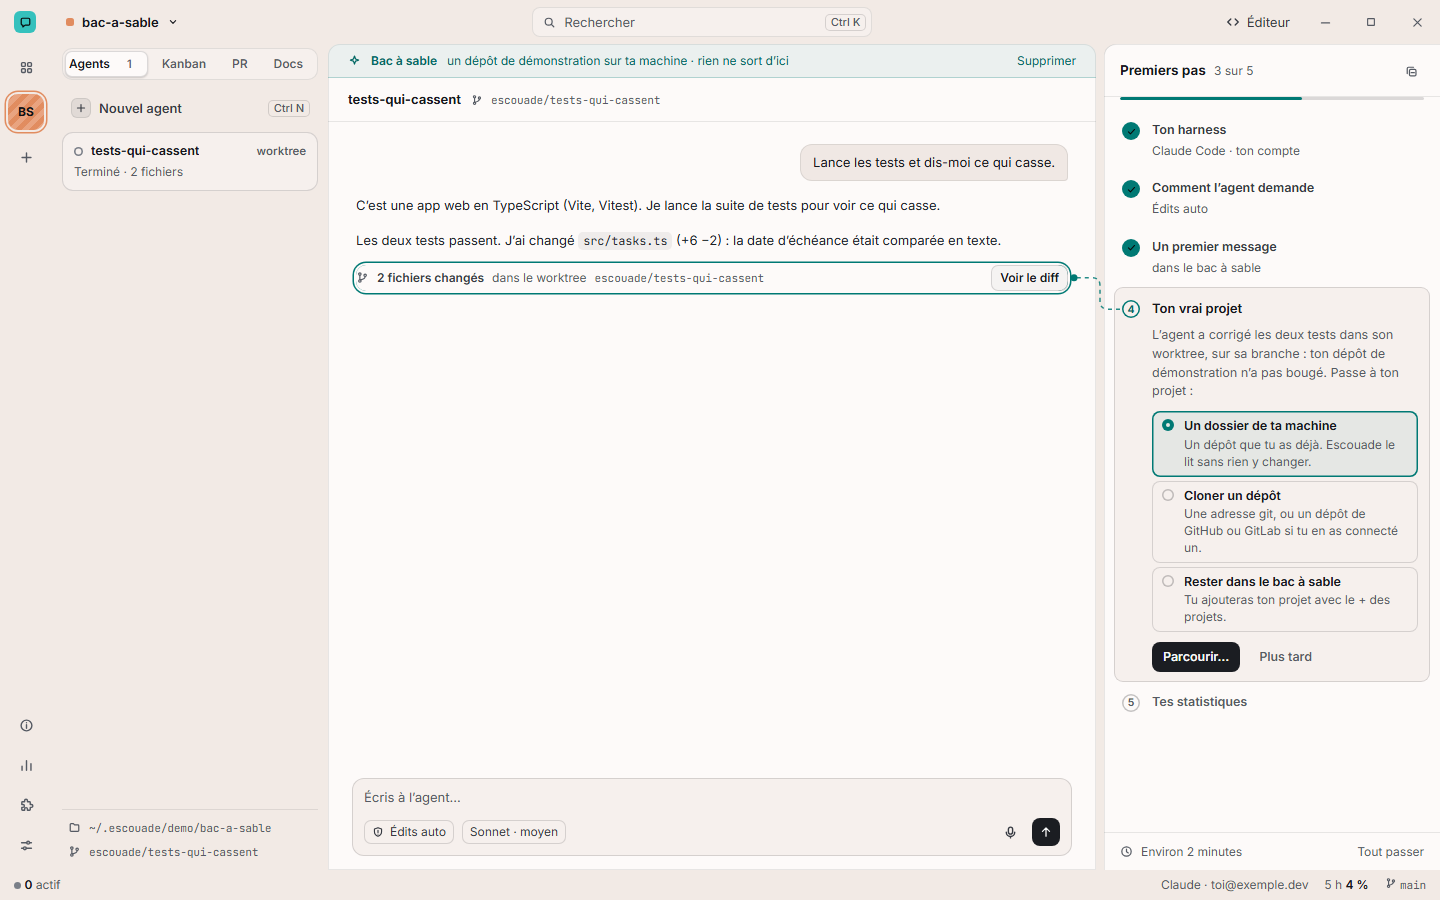 bac-a-sable
Rechercher
Ctrl K
Éditeur
BS
Agents 1
Kanban
PR
Docs
Nouvel agent
Ctrl N
tests-qui-cassent
worktree
Terminé · 2 fichiers
~/.escouade/demo/bac-a-sable
escouade/tests-qui-cassent
Bac à sable un dépôt de démonstration sur ta machine · rien ne sort d’ici
Supprimer
tests-qui-cassent escouade/tests-qui-cassent
Lance les tests et dis-moi ce qui casse.
C’est une app web en TypeScript (Vite, Vitest). Je lance la suite de tests pour voir ce qui casse.
Les deux tests passent. J’ai changé src/tasks.ts (+6 −2) : la date d’échéance était comparée en texte.
2 fichiers changés dans le worktree escouade/tests-qui-cassent
Voir le diff
Écris à l’agent…
Édits auto
Sonnet · moyen
Premiers pas 3 sur 5
Ton harness
Claude Code · ton compte
Comment l’agent demande
Édits auto
Un premier message
dans le bac à sable
4 Ton vrai projet
L’agent a corrigé les deux tests dans son
worktree, sur sa branche : ton dépôt de
démonstration n’a pas bougé. Passe à ton
projet :
Un dossier de ta machine
Un dépôt que tu as déjà. Escouade le
lit sans rien y changer.
Cloner un dépôt
Une adresse git, ou un dépôt de
GitHub ou GitLab si tu en as connecté
un.
Rester dans le bac à sable
Tu ajouteras ton projet avec le + des
projets.
Parcourir…
Plus tard
5 Tes statistiques
Environ 2 minutes
Tout passer
0 actif
Claude · toi@exemple.dev
5 h 4 %
main